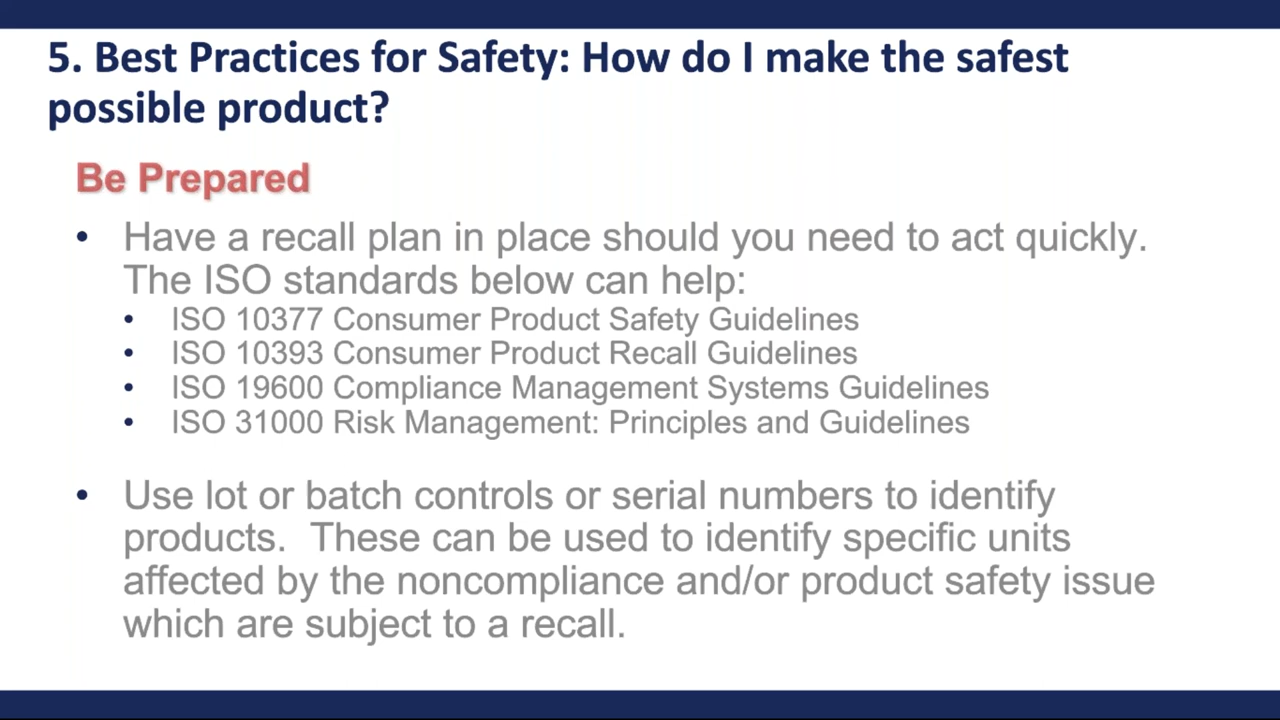 5. Best Practices for Safety: How do I make the safest
possible product?
Be Prepared
• Have a recall plan in place should you need to act quickly.
The ISO standards below can help:
• ISO 10377 Consumer Product Safety Guidelines
• ISO 10393 Consumer Product Recall Guidelines
• ISO 19600 Compliance Management Systems Guidelines
• ISO 31000 Risk Management: Principles and Guidelines
• Use lot or batch controls or serial numbers to identify
products.  These can be used to identify specific units
affected by the noncompliance and/or product safety issue
which are subject to a recall.